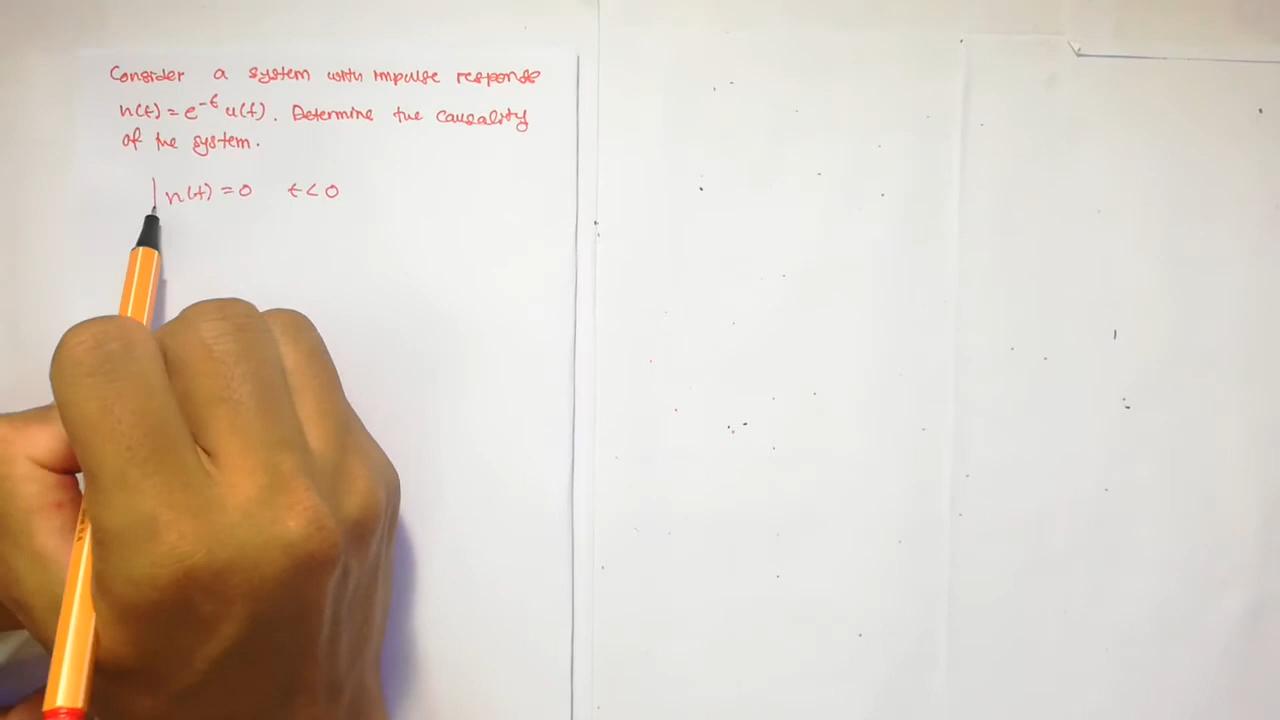 Consider a system with impulse response
h(t) = e^-t u(t). Determine the causality
of the system.
h(t) = 0 t < 0